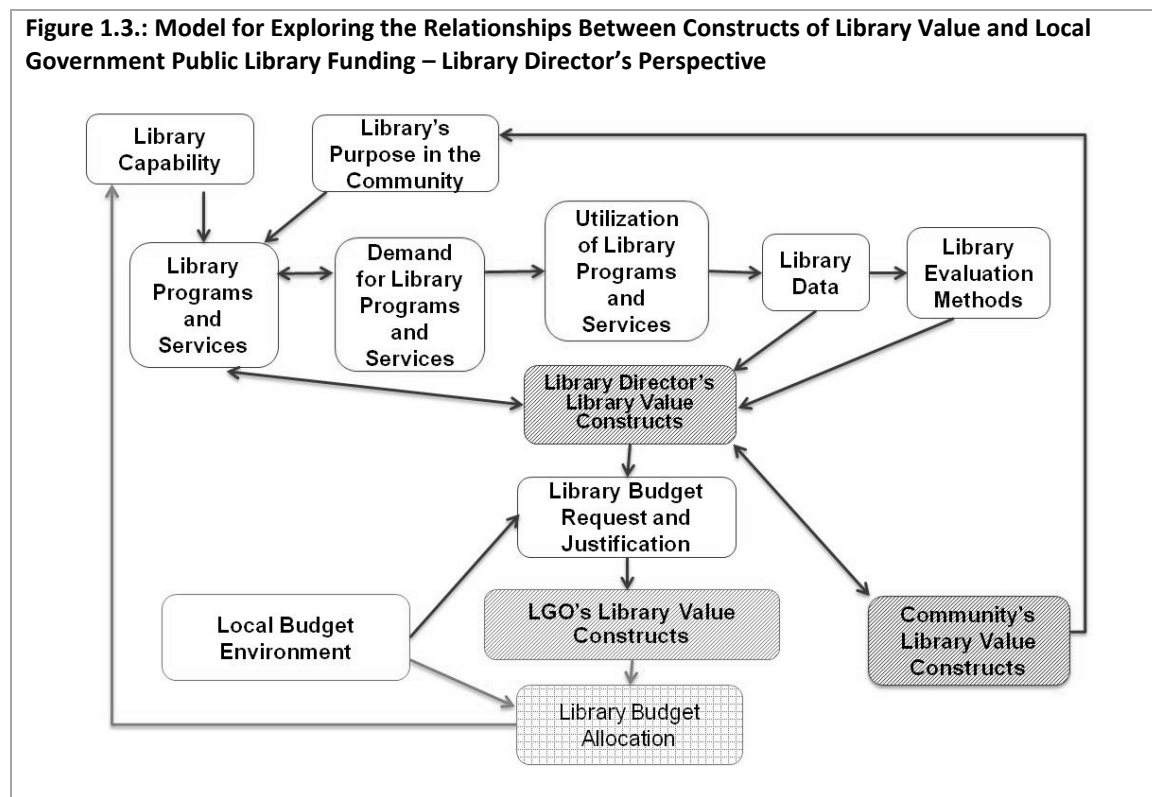 Figure 1.3.: Model for Exploring the Relationships Between Constructs of Library Value and Local
Government Public Library Funding – Library Director’s Perspective
Library
Capability
Library’s
Purpose in the
Community
Library
Programs
and
Services
Demand
for Library
Programs
and
Services
Utilization
of Library
Programs
and
Services
Library
Data
Library
Evaluation
Methods
Library Director’s
Library Value
Constructs
Library Budget
Request and
Justification
Local Budget
Environment
LGO’s Library Value
Constructs
Community’s
Library Value
Constructs
Library Budget
Allocation